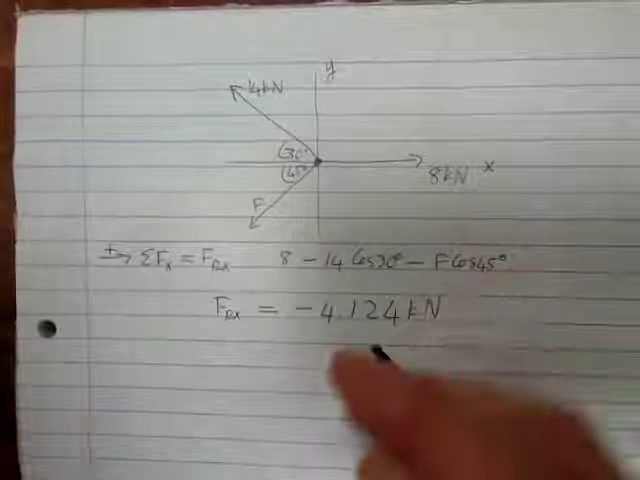 y
14kN
30°
45°
8kN x
F
+→ ΣFx = FRx 8 - 14 Cos30° - F Cos45°
FRx = -4.124 kN